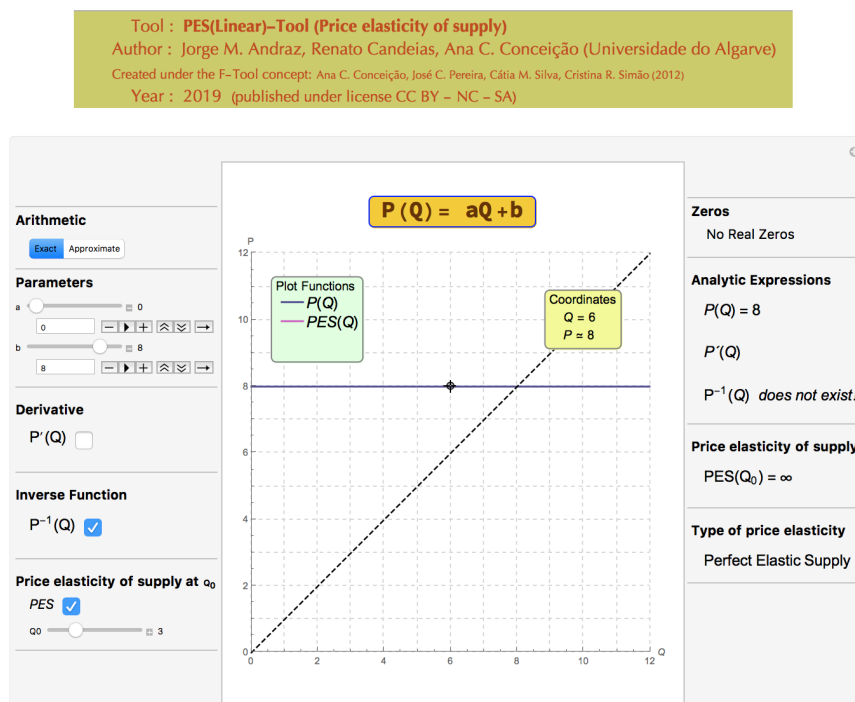 Tool : PES(Linear)–Tool (Price elasticity of supply)
Author : Jorge M. Andraz, Renato Candeias, Ana C. Conceição (Universidade do Algarve)
Created under the F–Tool concept: Ana C. Conceição, José C. Pereira, Cátia M. Silva, Cristina R. Simão (2012)
Year : 2019 (published under license CC BY – NC – SA)
Arithmetic
Exact Approximate
Parameters
a 0
0
b 8
8
Derivative
P′(Q)
Inverse Function
P⁻¹(Q)
Price elasticity of supply at Q₀
PES
Q0 3
P(Q) = aQ+b
P
12
10
8
6
4
2
0
0 2 4 6 8 10 12
Q
Plot Functions
P(Q)
PES(Q)
Coordinates
Q = 6
P ≃ 8
Zeros
No Real Zeros
Analytic Expressions
P(Q) = 8
P′(Q)
P⁻¹(Q) does not exist.
Price elasticity of supply
PES(Q₀) = ∞
Type of price elasticity
Perfect Elastic Supply